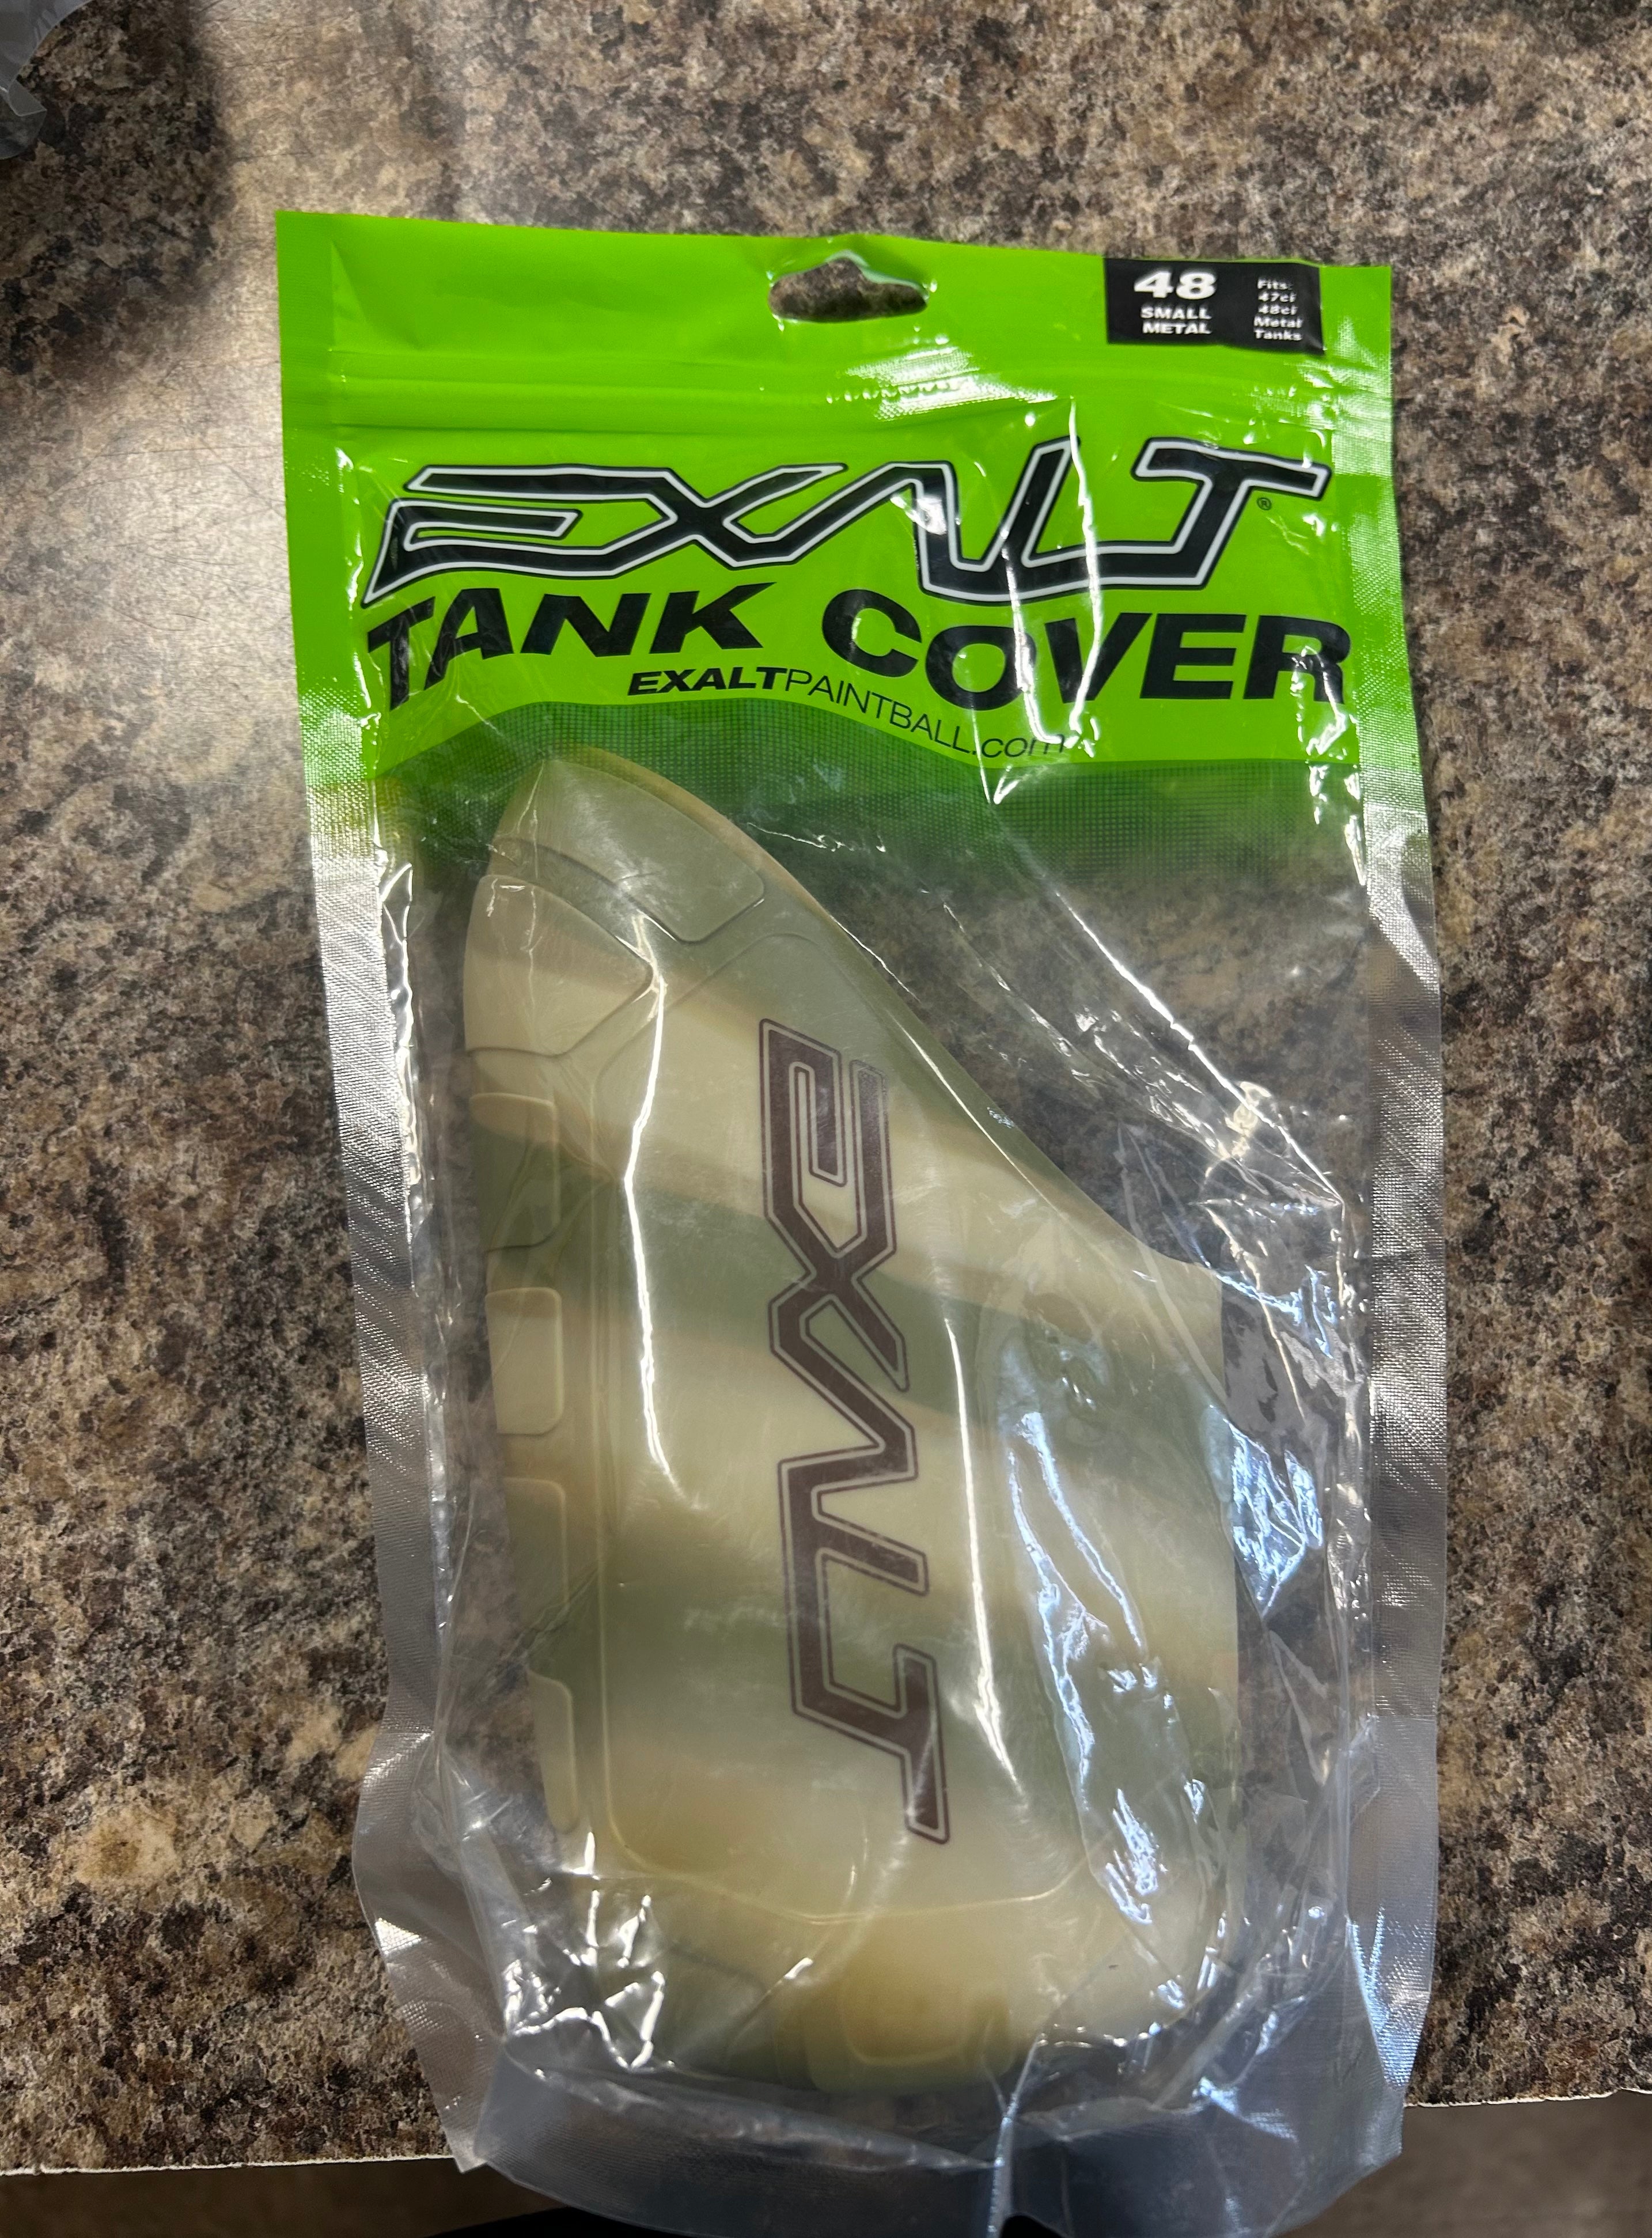 48
SMALL
METAL
Fits:
47ci
48ci
Metal
Tanks
EXALT®
TANK COVER
EXALTPAINTBALL.com
EXALT